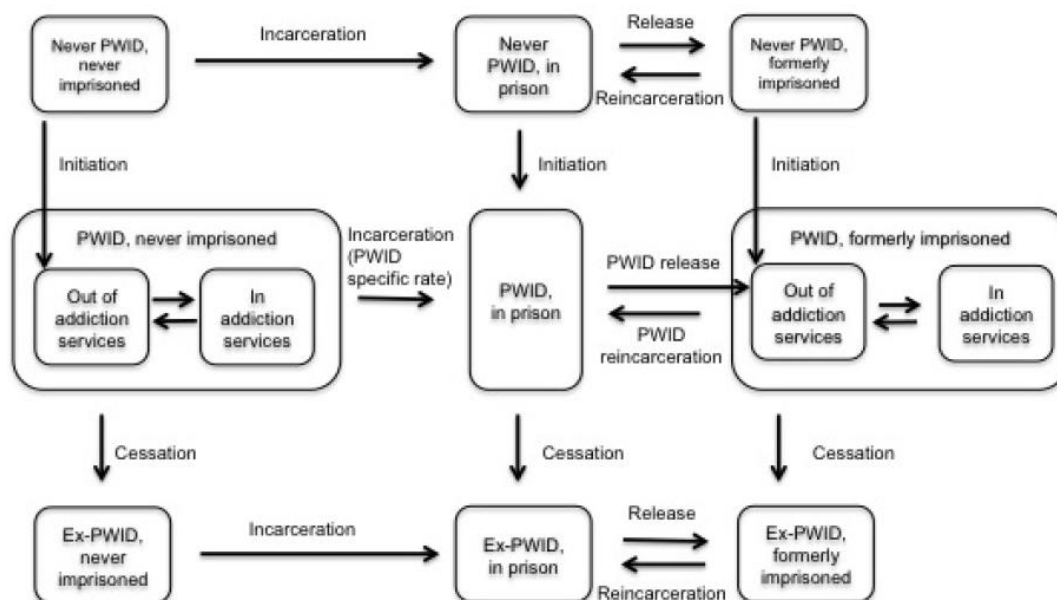 Release
Incarceration
Never PWID,
never
imprisoned
Never
PWID, in
prison
Never PWID,
formerly
imprisoned
Reincarceration
Initiation
Initiation
Initiation
PWID, never imprisoned
Incarceration
(PWID
specific rate)
PWID, formerly imprisoned
Out of
addiction
services
In
addiction
services
PWID,
in prison
PWID release
PWID
reincarceration
Out of
addiction
services
In
addiction
services
Cessation
Cessation
Cessation
Ex-PWID,
never
imprisoned
Incarceration
Ex-PWID,
in prison
Release
Reincarceration
Ex-PWID,
formerly
imprisoned